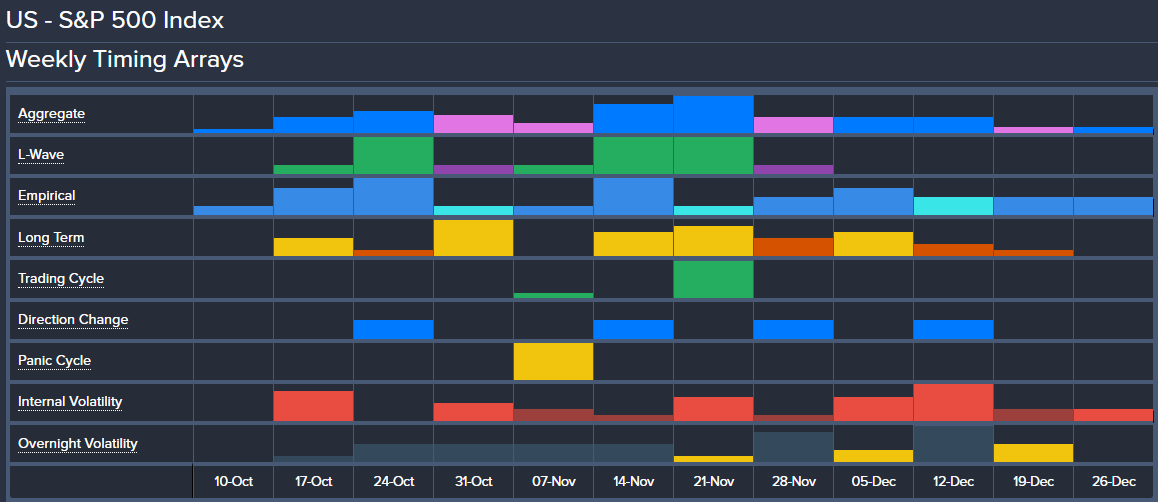 US - S&P 500 Index
Weekly Timing Arrays
Aggregate
L-Wave
Empirical
Long Term
Trading Cycle
Direction Change
Panic Cycle
Internal Volatility
Overnight Volatility
10-Oct 17-Oct 24-Oct 31-Oct 07-Nov 14-Nov 21-Nov 28-Nov 05-Dec 12-Dec 19-Dec 26-Dec